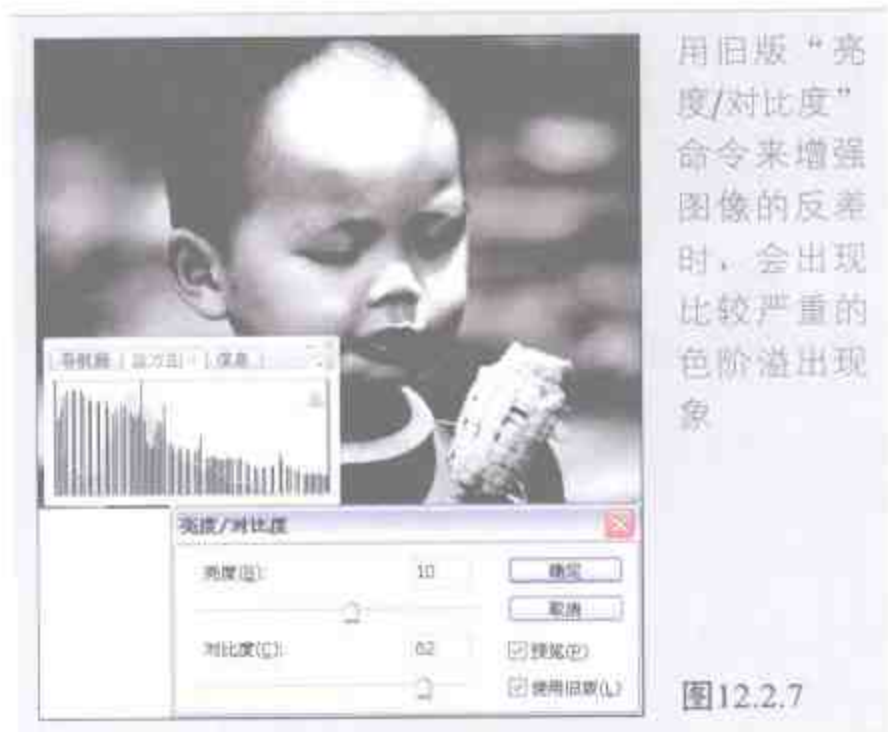 用旧版“亮
度/对比度”
命令来增强
图像的反差
时，会出现
比较严重的
色阶溢出现
象
导航器 直方图 信息
亮度/对比度
亮度(B): 10 确定
取消
对比度(C): 62 预览(P)
使用旧版(L)
图12.2.7